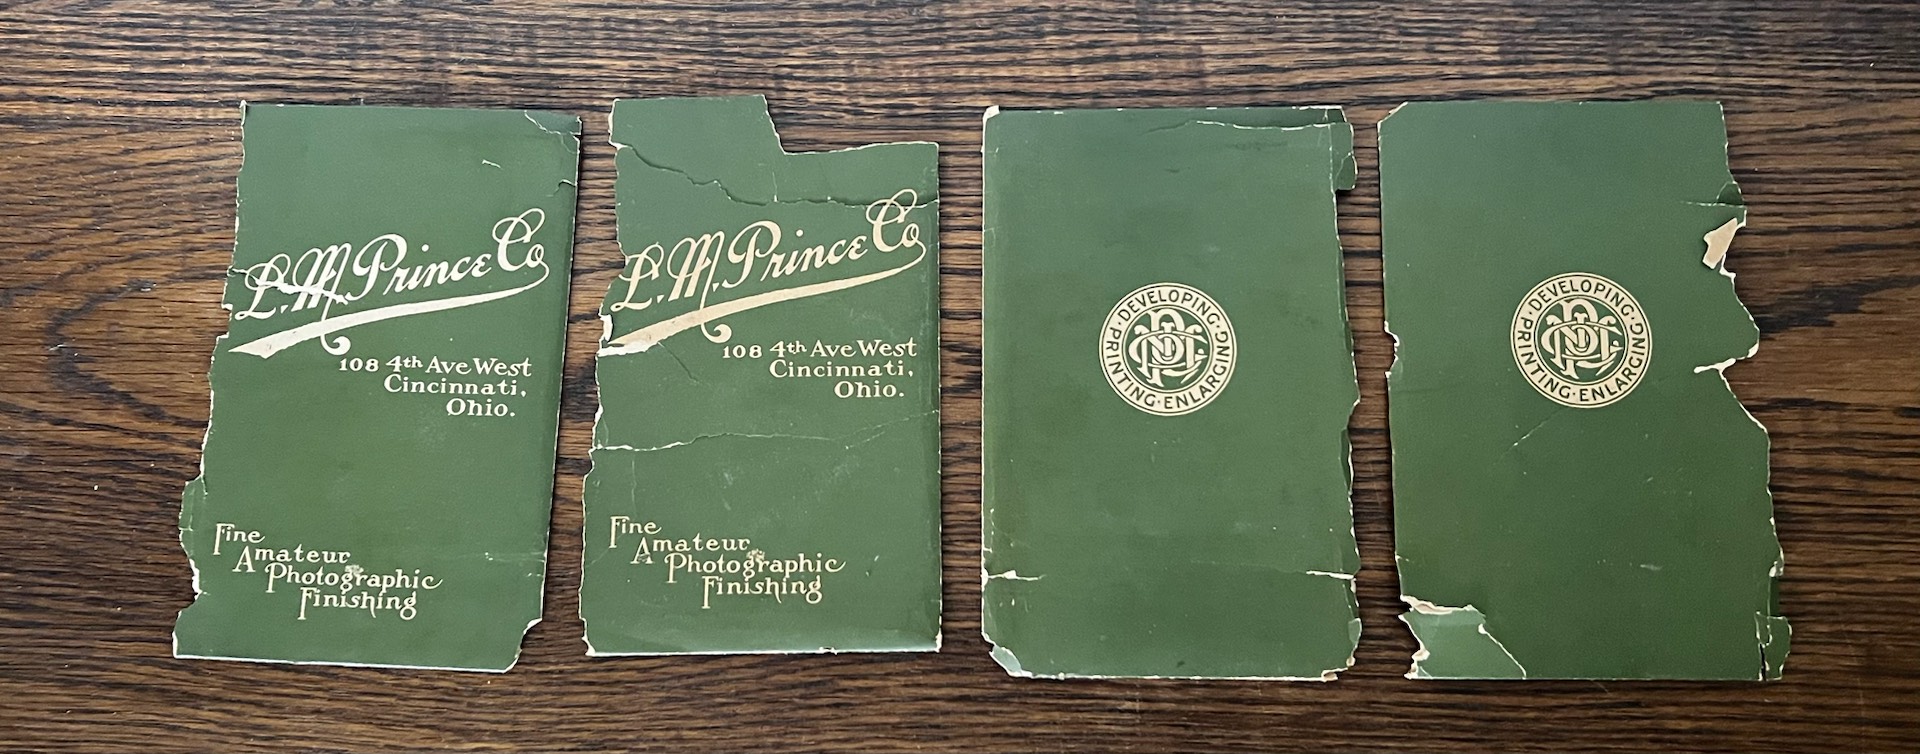 L. M. Prince Co
108 4th Ave West
Cincinnati,
Ohio.
Fine
Amateur
Photographic
Finishing
L. M. Prince Co
108 4th Ave West
Cincinnati,
Ohio.
Fine
Amateur
Photographic
Finishing
· DEVELOPING · PRINTING · ENLARGING
· DEVELOPING · PRINTING · ENLARGING